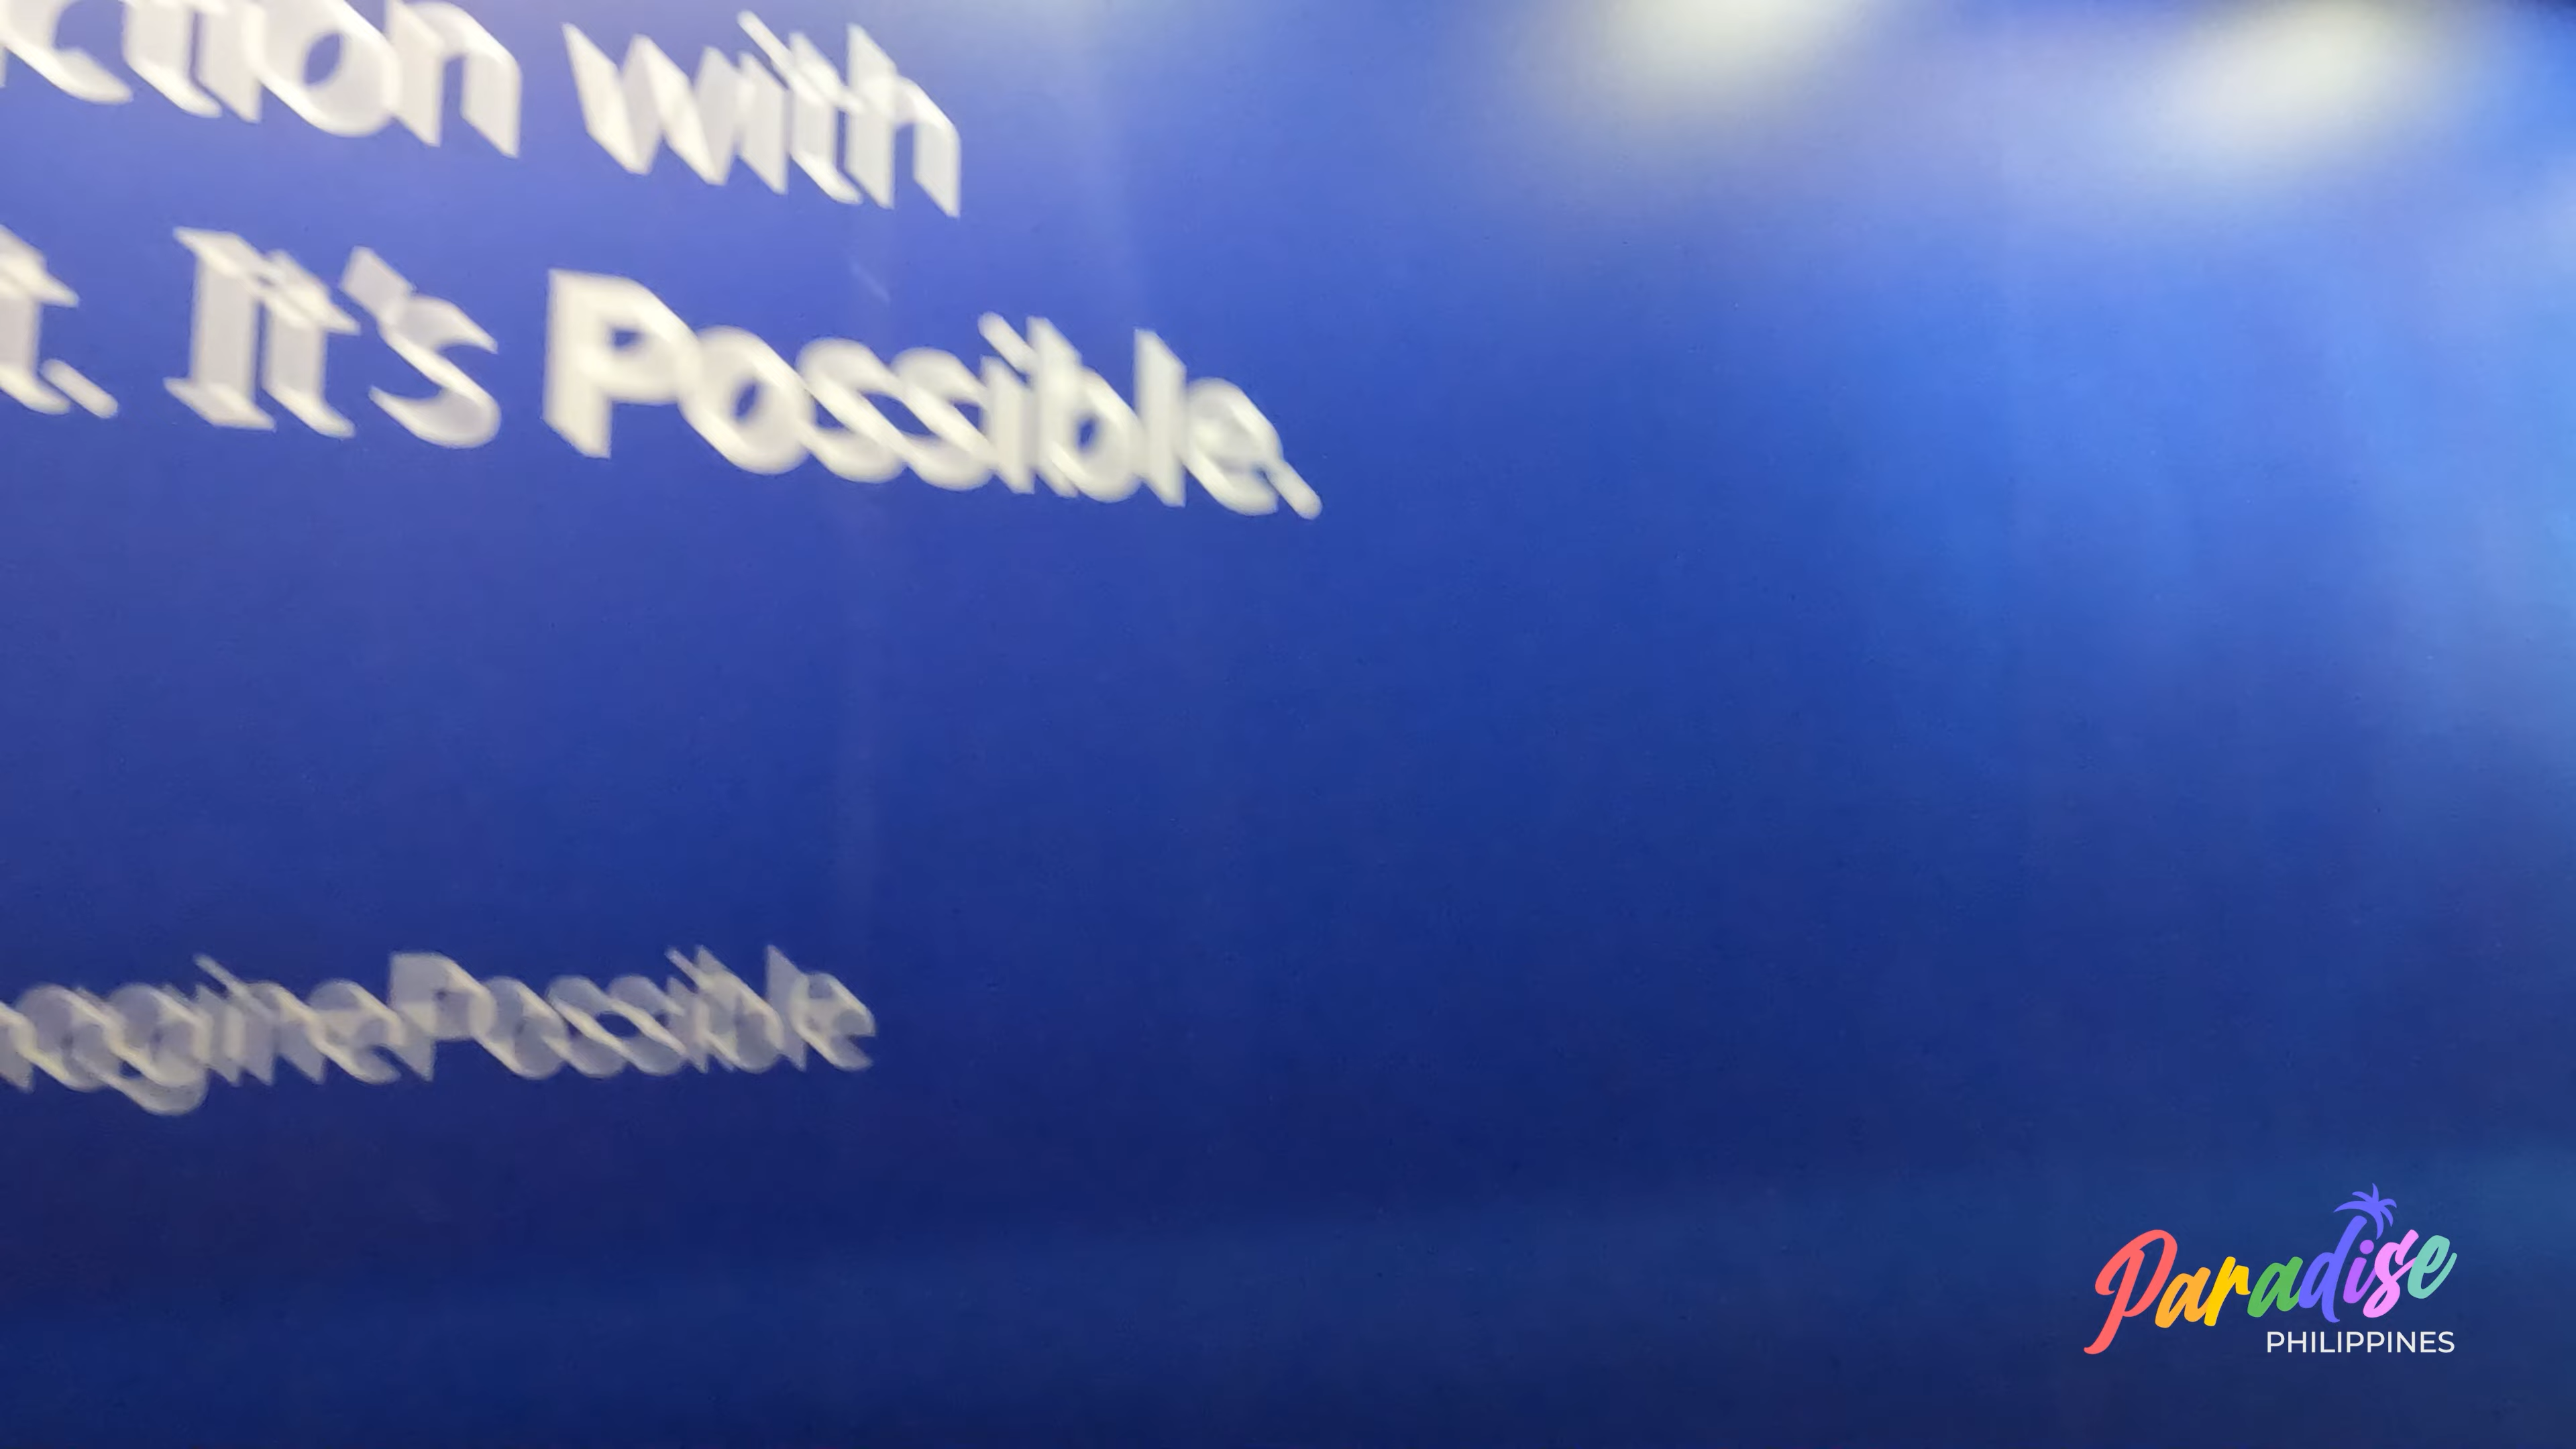 ction with
t. It's Possible.
aginePossible
Paradise
PHILIPPINES